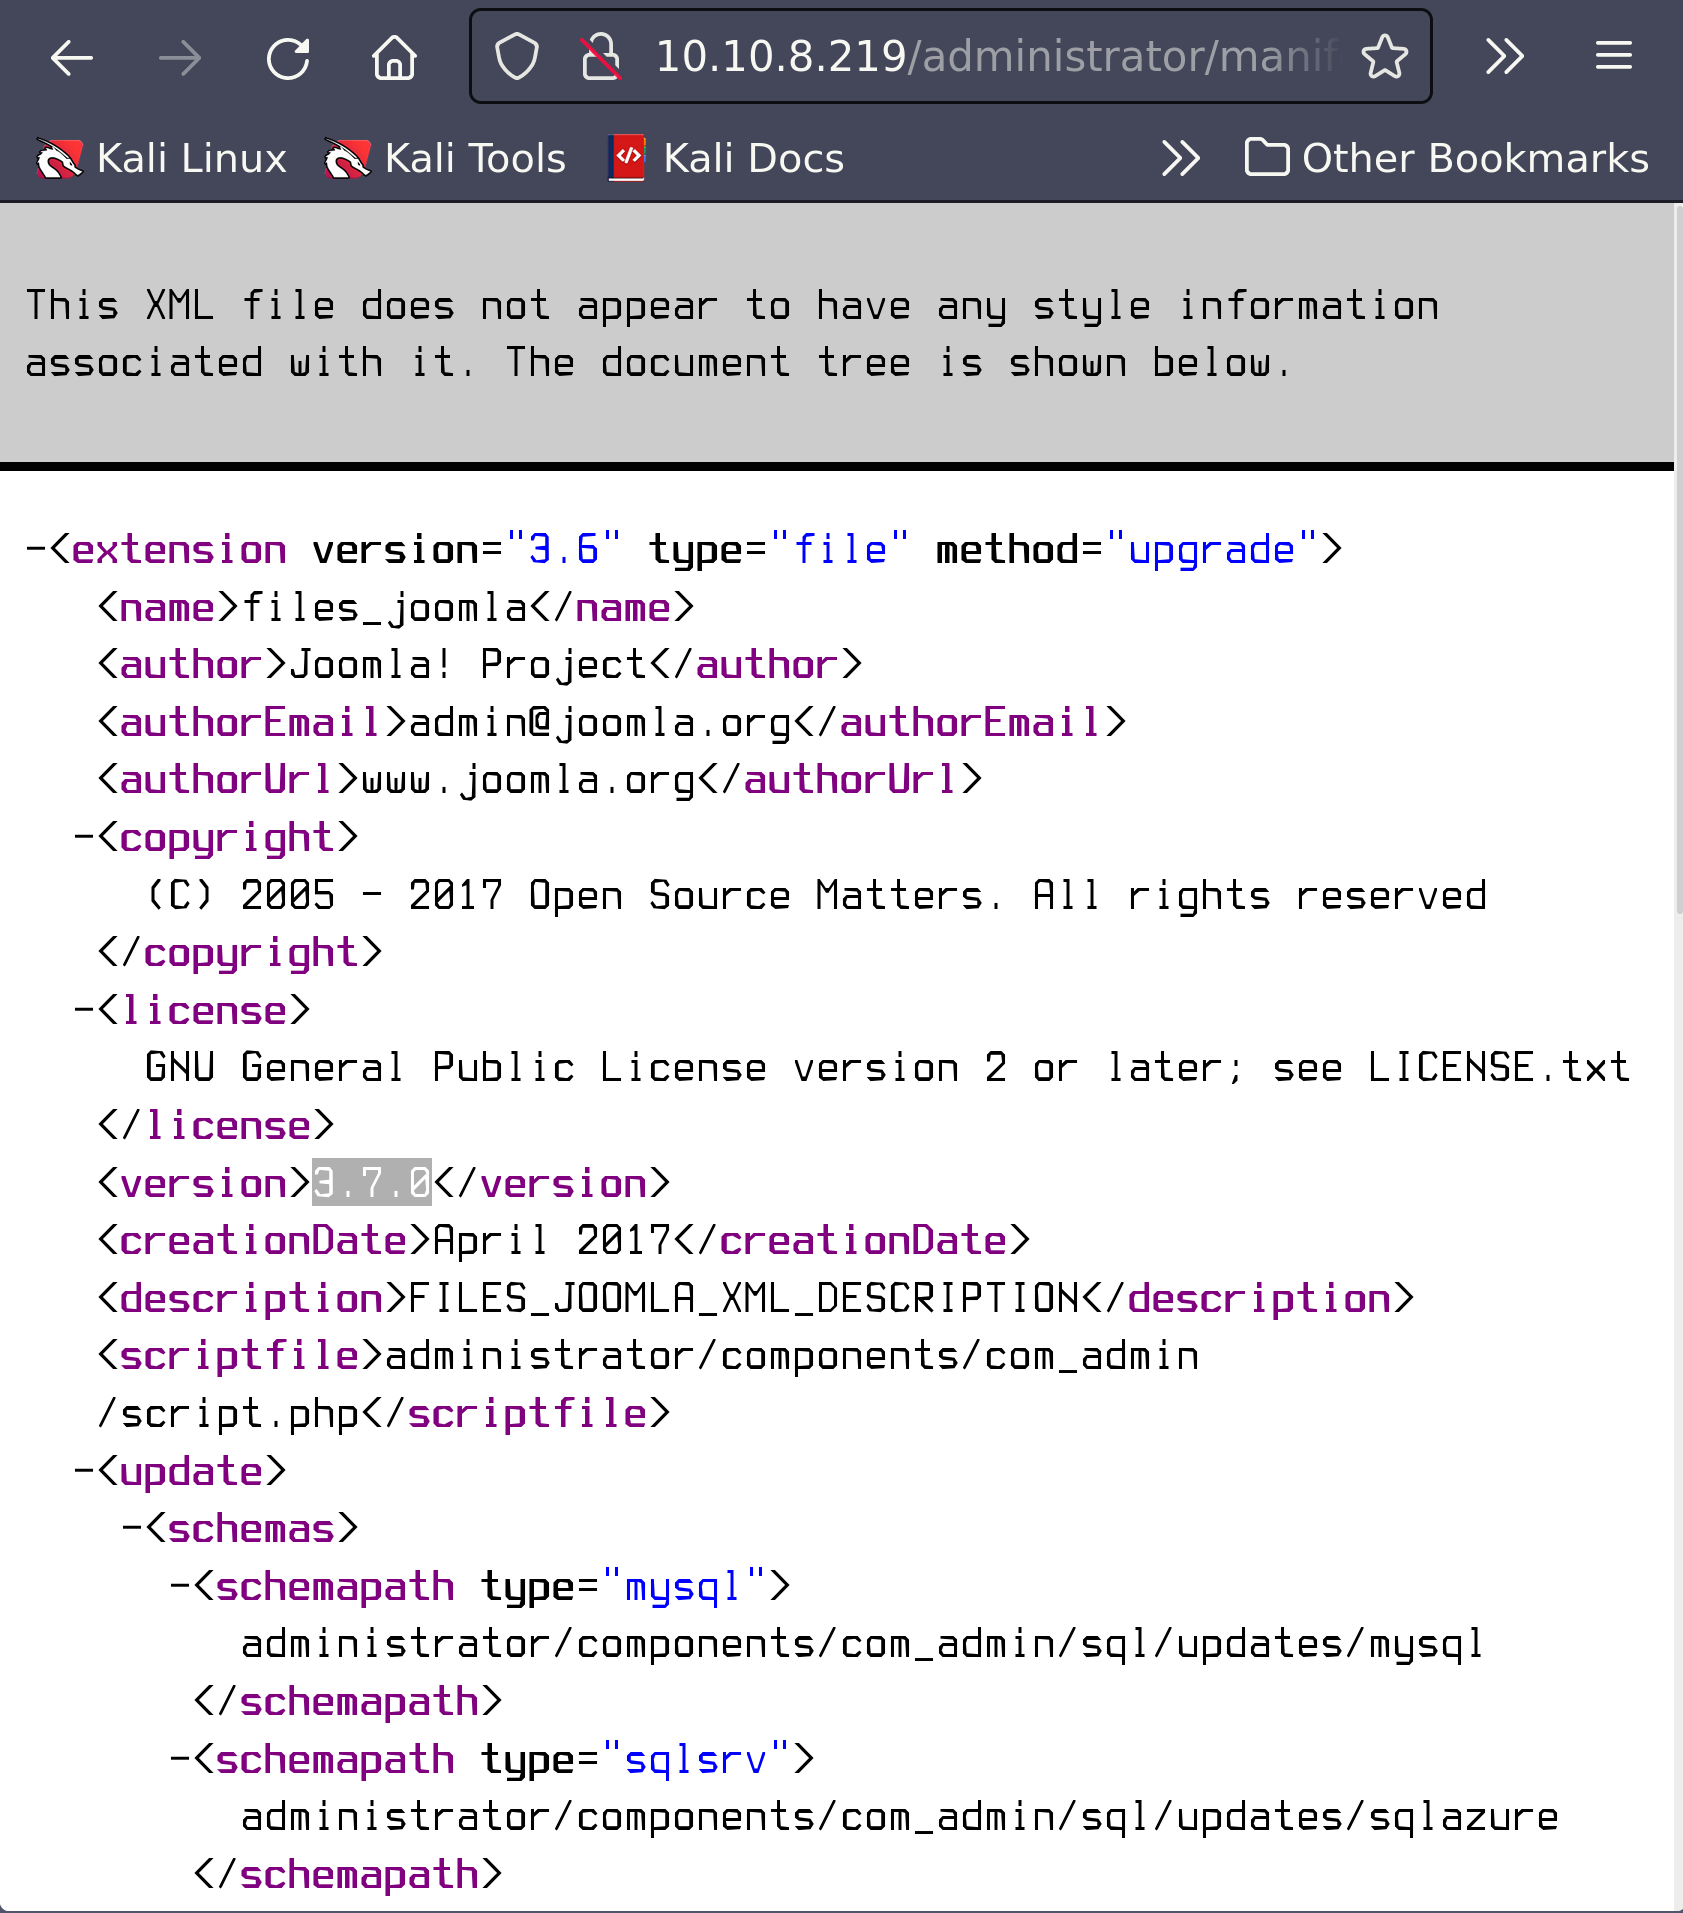 10.10.8.219/administrator/manif
Kali Linux Kali Tools Kali Docs Other Bookmarks
This XML file does not appear to have any style information
associated with it. The document tree is shown below.
-<extension version="3.6" type="file" method="upgrade">
<name>files_joomla</name>
<author>Joomla! Project</author>
<authorEmail>admin@joomla.org</authorEmail>
<authorUrl>www.joomla.org</authorUrl>
-<copyright>
(C) 2005 - 2017 Open Source Matters. All rights reserved
</copyright>
-<license>
GNU General Public License version 2 or later; see LICENSE.txt
</license>
<version>3.7.0</version>
<creationDate>April 2017</creationDate>
<description>FILES_JOOMLA_XML_DESCRIPTION</description>
<scriptfile>administrator/components/com_admin
/script.php</scriptfile>
-<update>
-<schemas>
-<schemapath type="mysql">
administrator/components/com_admin/sql/updates/mysql
</schemapath>
-<schemapath type="sqlsrv">
administrator/components/com_admin/sql/updates/sqlazure
</schemapath>